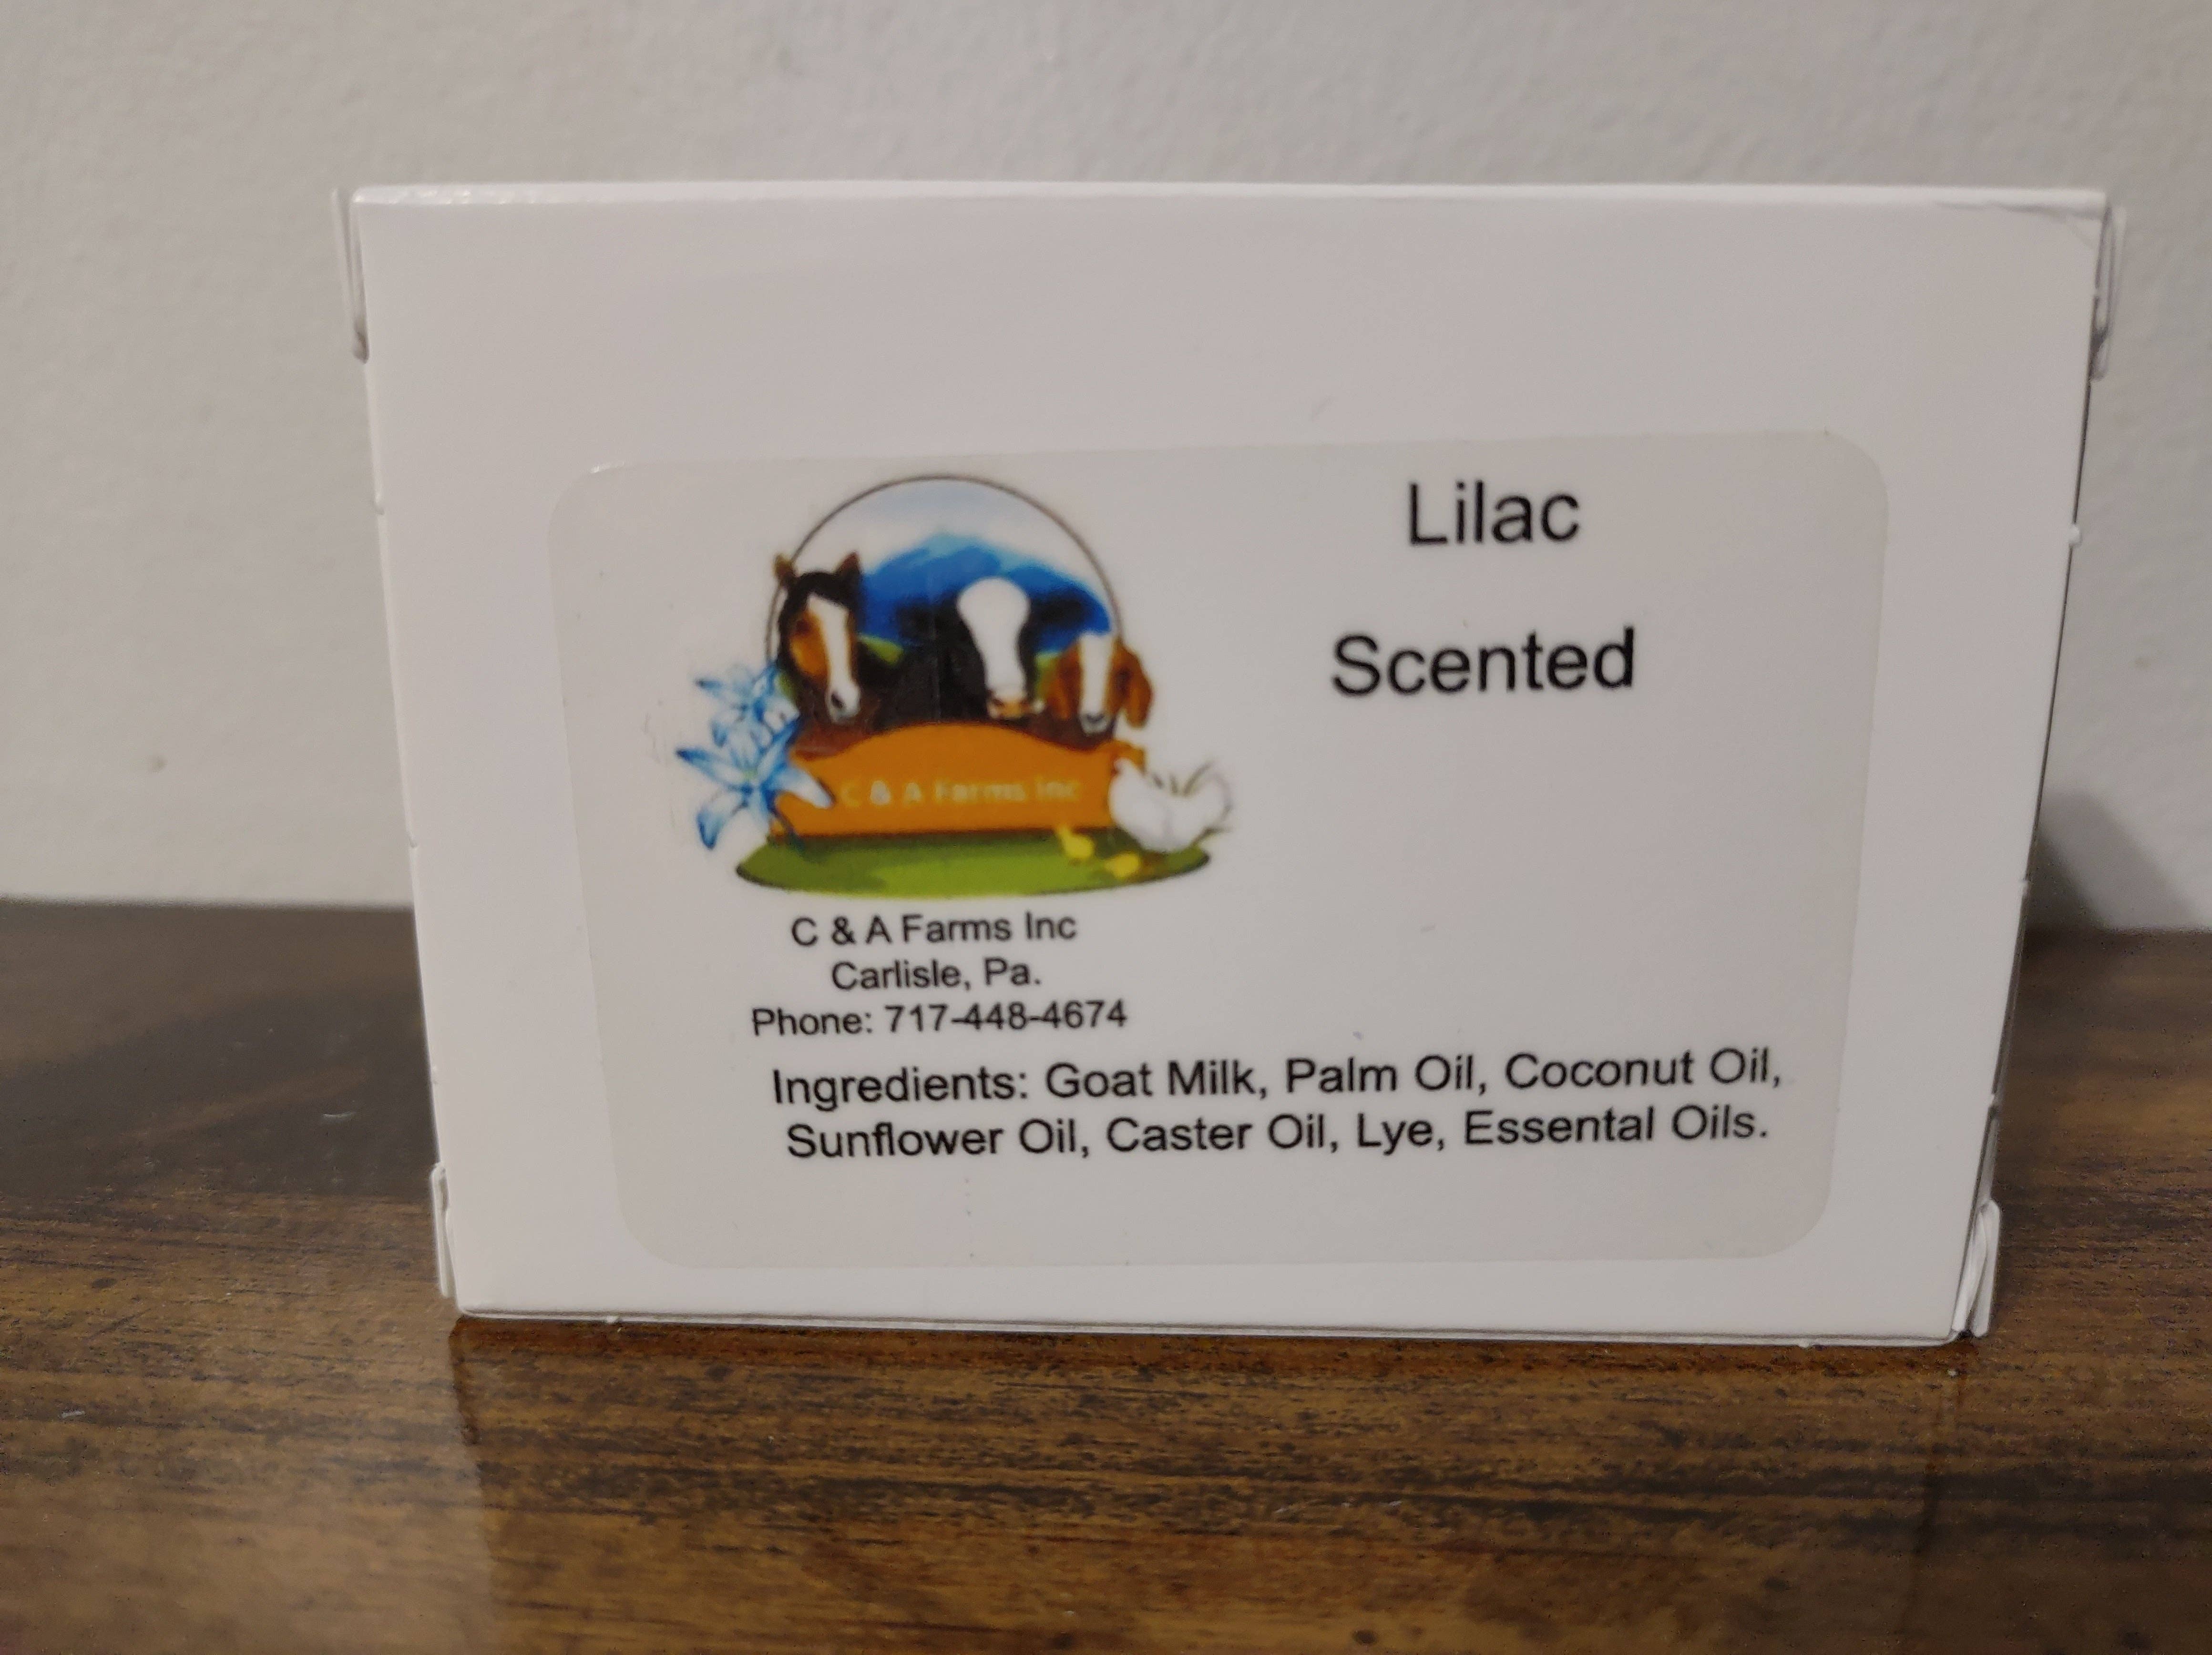 Lilac
Scented
C & A Farms Inc
C & A Farms Inc
Carlisle, Pa.
Phone: 717-448-4674
Ingredients: Goat Milk, Palm Oil, Coconut Oil,
Sunflower Oil, Caster Oil, Lye, Essental Oils.